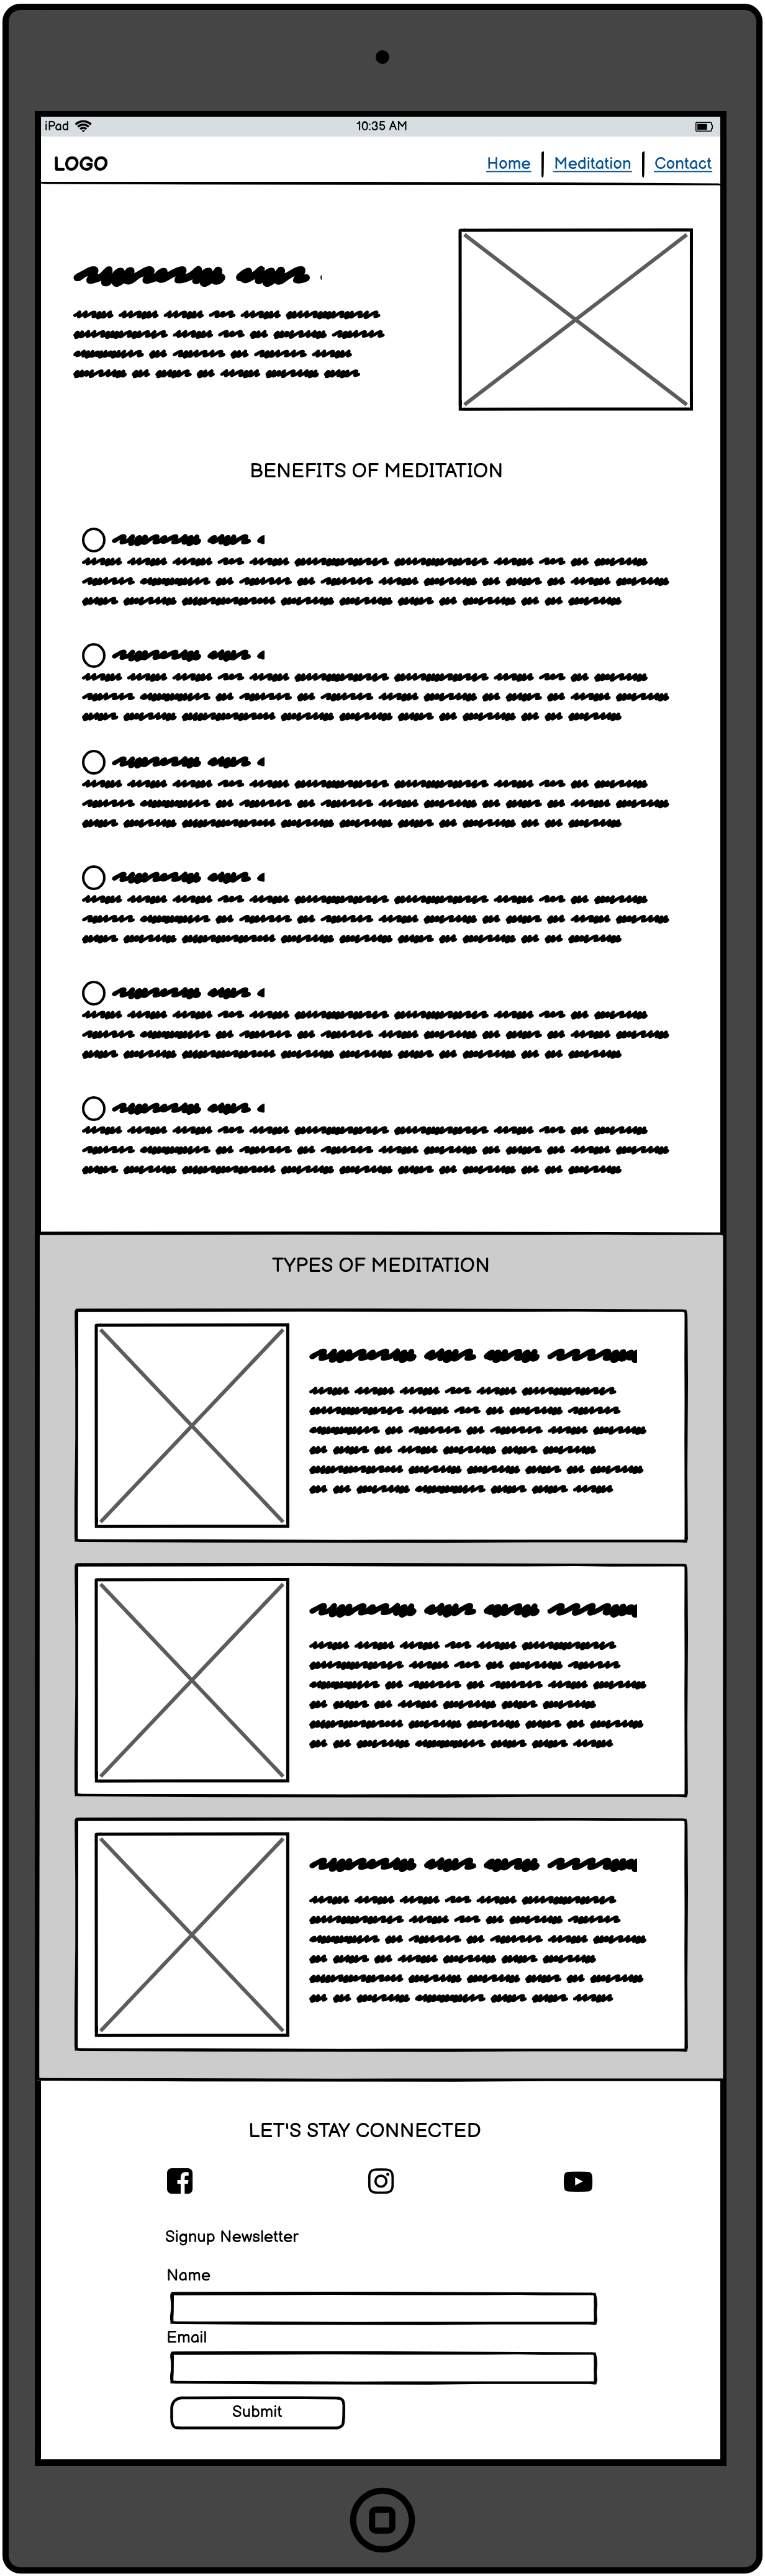 iPad 10:35 AM
LOGO Home Meditation Contact
BENEFITS OF MEDITATION
TYPES OF MEDITATION
LET'S STAY CONNECTED
Signup Newsletter
Name
Email
Submit